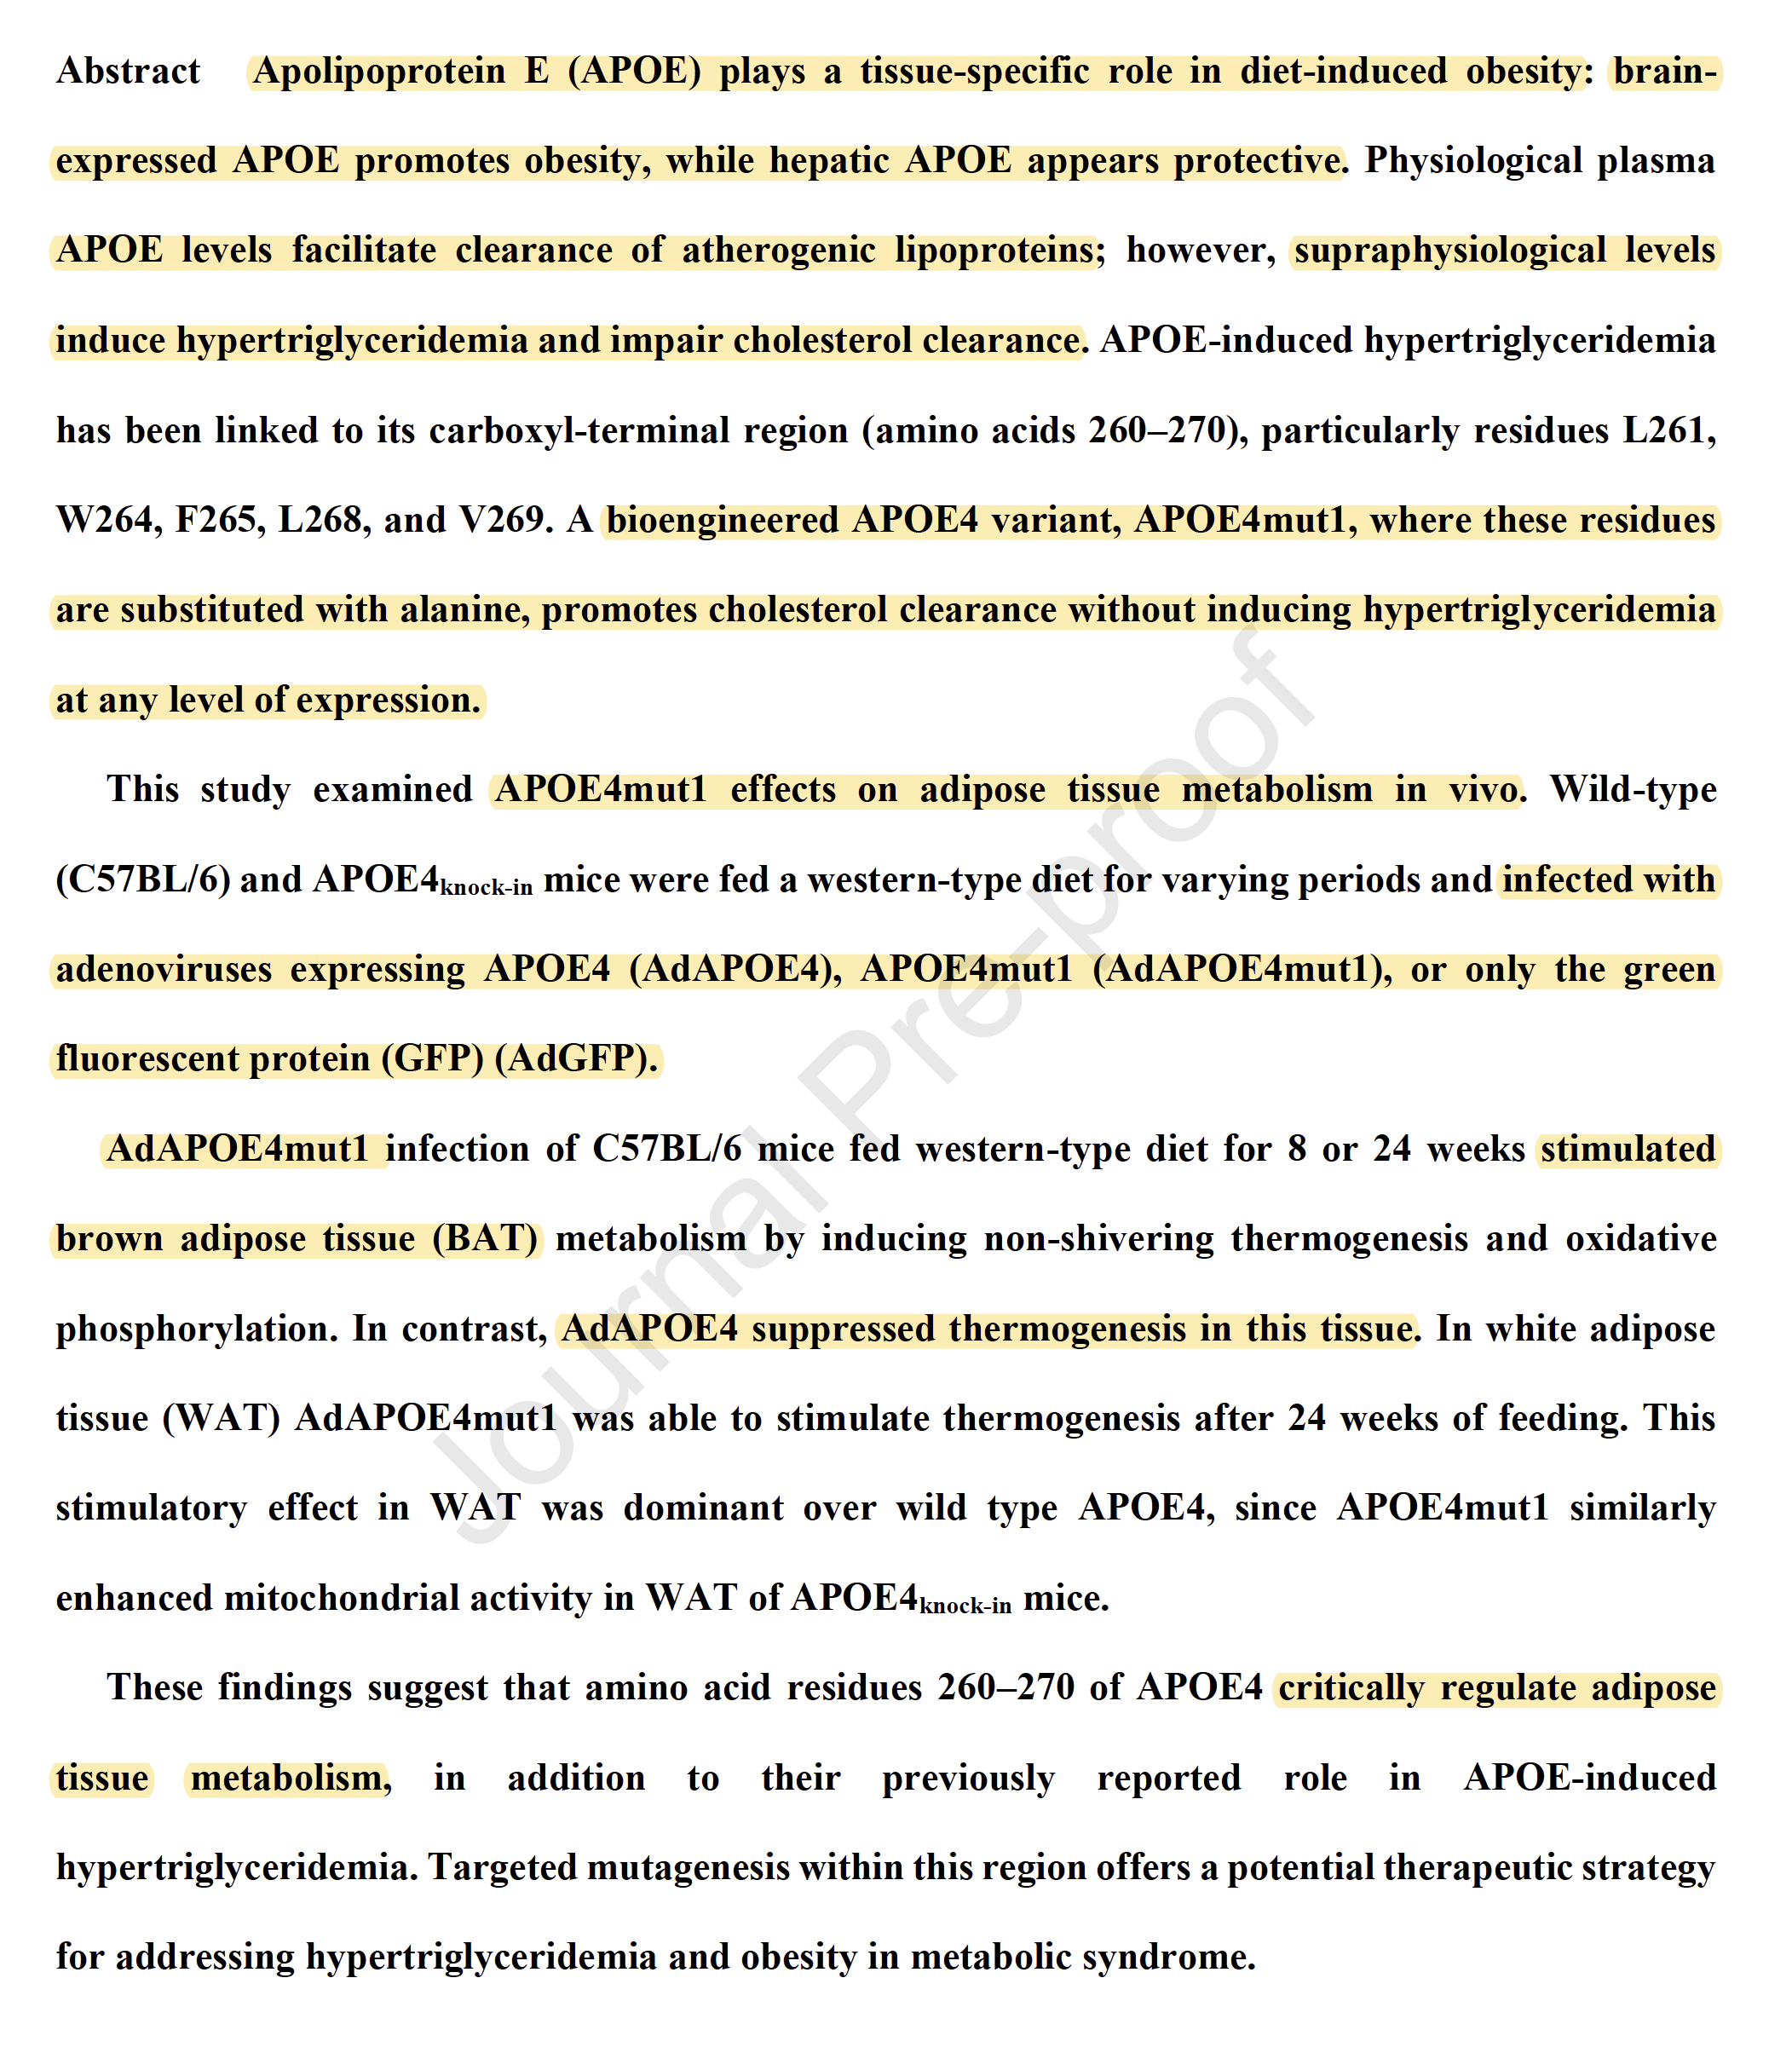 Abstract Apolipoprotein E (APOE) plays a tissue-specific role in diet-induced obesity: brain-
expressed APOE promotes obesity, while hepatic APOE appears protective. Physiological plasma
APOE levels facilitate clearance of atherogenic lipoproteins; however, supraphysiological levels
induce hypertriglyceridemia and impair cholesterol clearance. APOE-induced hypertriglyceridemia
has been linked to its carboxyl-terminal region (amino acids 260–270), particularly residues L261,
W264, F265, L268, and V269. A bioengineered APOE4 variant, APOE4mut1, where these residues
are substituted with alanine, promotes cholesterol clearance without inducing hypertriglyceridemia
at any level of expression.
This study examined APOE4mut1 effects on adipose tissue metabolism in vivo. Wild-type
(C57BL/6) and APOE4knock-in mice were fed a western-type diet for varying periods and infected with
adenoviruses expressing APOE4 (AdAPOE4), APOE4mut1 (AdAPOE4mut1), or only the green
fluorescent protein (GFP) (AdGFP).
AdAPOE4mut1 infection of C57BL/6 mice fed western-type diet for 8 or 24 weeks stimulated
brown adipose tissue (BAT) metabolism by inducing non-shivering thermogenesis and oxidative
phosphorylation. In contrast, AdAPOE4 suppressed thermogenesis in this tissue. In white adipose
tissue (WAT) AdAPOE4mut1 was able to stimulate thermogenesis after 24 weeks of feeding. This
stimulatory effect in WAT was dominant over wild type APOE4, since APOE4mut1 similarly
enhanced mitochondrial activity in WAT of APOE4knock-in mice.
These findings suggest that amino acid residues 260–270 of APOE4 critically regulate adipose
tissue metabolism, in addition to their previously reported role in APOE-induced
hypertriglyceridemia. Targeted mutagenesis within this region offers a potential therapeutic strategy
for addressing hypertriglyceridemia and obesity in metabolic syndrome.
Journal Pre-proof